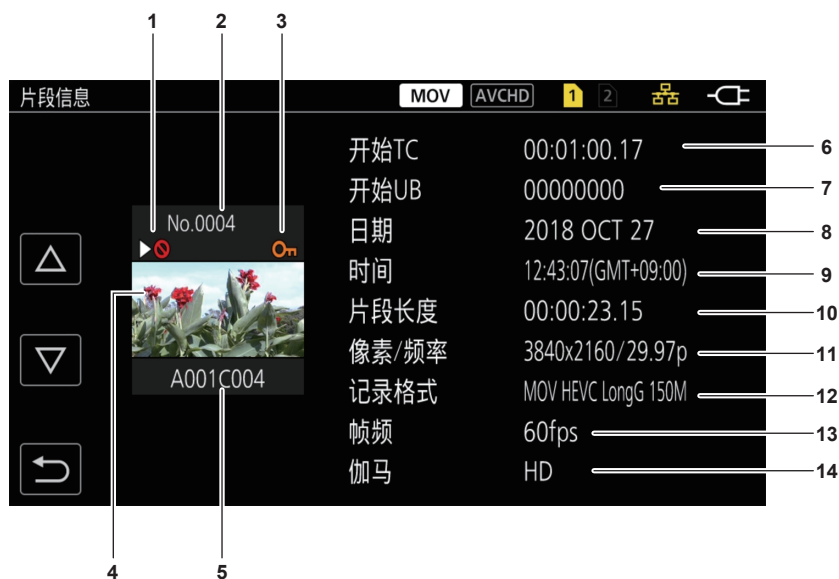 1 2 3
片段信息 MOV AVCHD 1 2
No.0004
A001C004
开始TC 00:01:00.17 6
开始UB 00000000 7
日期 2018 OCT 27 8
时间 12:43:07(GMT+09:00) 9
片段长度 00:00:23.15 10
像素/频率 3840x2160/29.97p 11
记录格式 MOV HEVC LongG 150M 12
帧频 60fps 13
伽马 HD 14
4 5